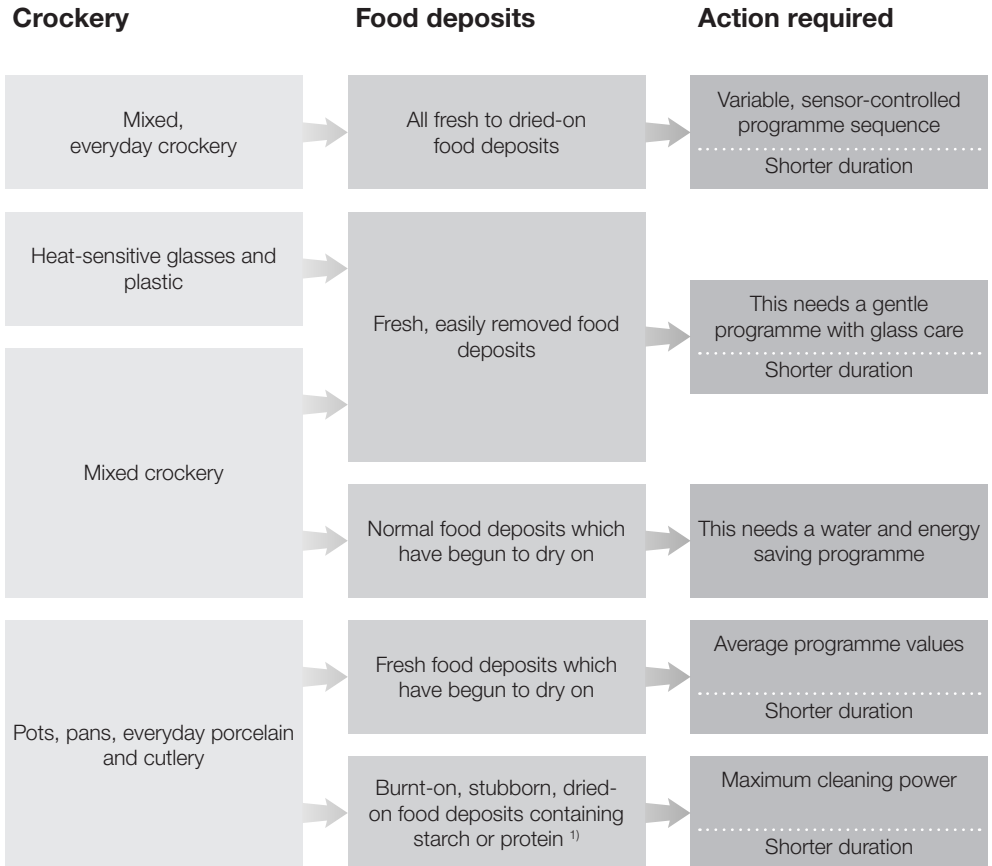 Crockery
Food deposits
Action required
Mixed,
everyday crockery
All fresh to dried-on
food deposits
Variable, sensor-controlled
programme sequence
Shorter duration
Heat-sensitive glasses and
plastic
Fresh, easily removed food
deposits
This needs a gentle
programme with glass care
Shorter duration
Mixed crockery
Normal food deposits which
have begun to dry on
This needs a water and energy
saving programme
Pots, pans, everyday porcelain
and cutlery
Fresh food deposits which
have begun to dry on
Average programme values
Shorter duration
Burnt-on, stubborn, dried-
on food deposits containing
starch or protein 1)
Maximum cleaning power
Shorter duration